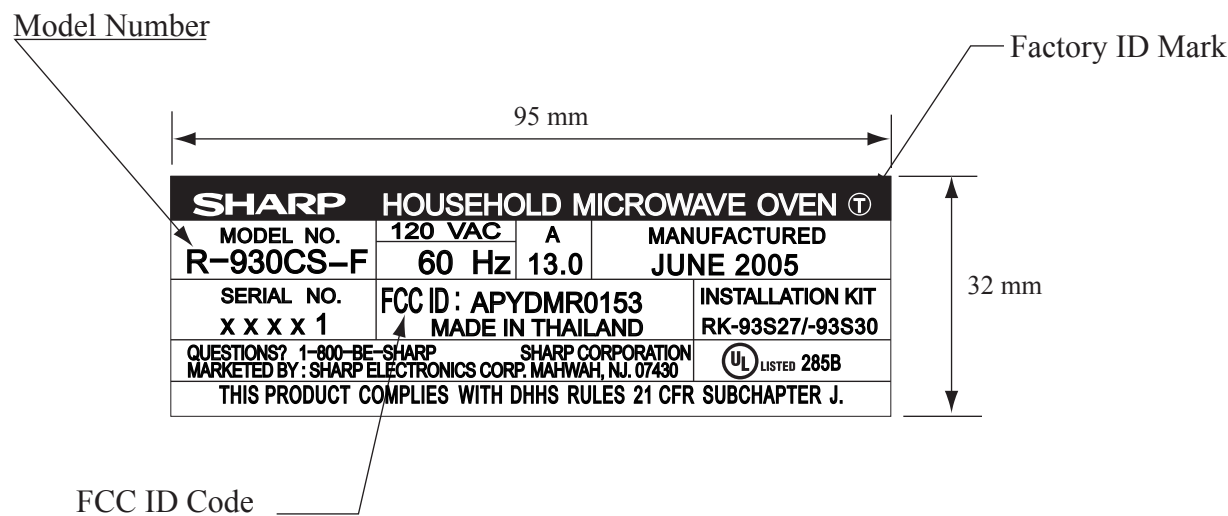 Model Number
Factory ID Mark
95 mm
SHARP HOUSEHOLD MICROWAVE OVEN Ⓣ
MODEL NO.
R-930CS-F
120 VAC
60 Hz
A
13.0
MANUFACTURED
JUNE 2005
32 mm
SERIAL NO.
x x x x 1
FCC ID : APYDMR0153
MADE IN THAILAND
INSTALLATION KIT
RK-93S27/-93S30
QUESTIONS? 1-800-BE-SHARP SHARP CORPORATION
MARKETED BY : SHARP ELECTRONICS CORP. MAHWAH, NJ. 07430
UL LISTED 285B
THIS PRODUCT COMPLIES WITH DHHS RULES 21 CFR SUBCHAPTER J.
FCC ID Code